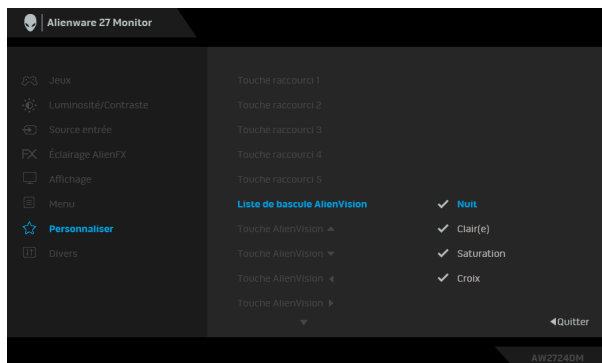 Alienware 27 Monitor
Jeux
Luminosité/Contraste
Source entrée
FX Éclairage AlienFX
Affichage
Menu
Personnaliser
Divers
Touche raccourci 1
Touche raccourci 2
Touche raccourci 3
Touche raccourci 4
Touche raccourci 5
Liste de bascule AlienVision
Touche AlienVision ▲
Touche AlienVision ▼
Touche AlienVision ◀
Touche AlienVision ▶
✓ Nuit
✓ Clair(e)
✓ Saturation
✓ Croix
◀Quitter
AW2724DM